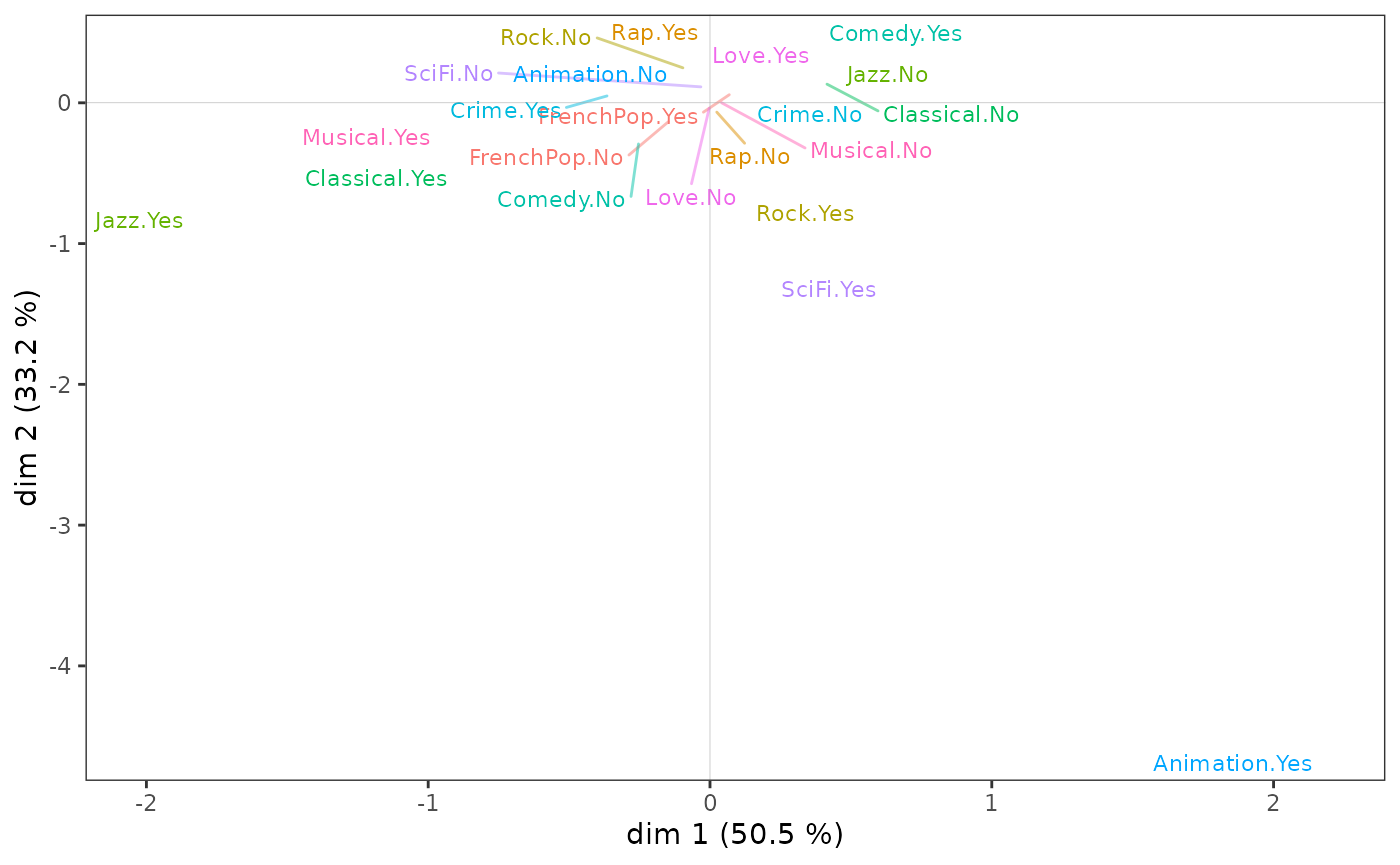 Rap.Yes
Comedy.Yes
Rock.No
Love.Yes
SciFi.No
Animation.No
Jazz.No
Crime.Yes
FrenchPop.Yes
Crime.No
Classical.No
Musical.Yes
FrenchPop.No
Rap.No
Musical.No
Classical.Yes
Comedy.No
Love.No
Jazz.Yes
Rock.Yes
SciFi.Yes
Animation.Yes
0
-1
-2
-3
-4
dim 2 (33.2 %)
-2
-1
0
1
2
dim 1 (50.5 %)